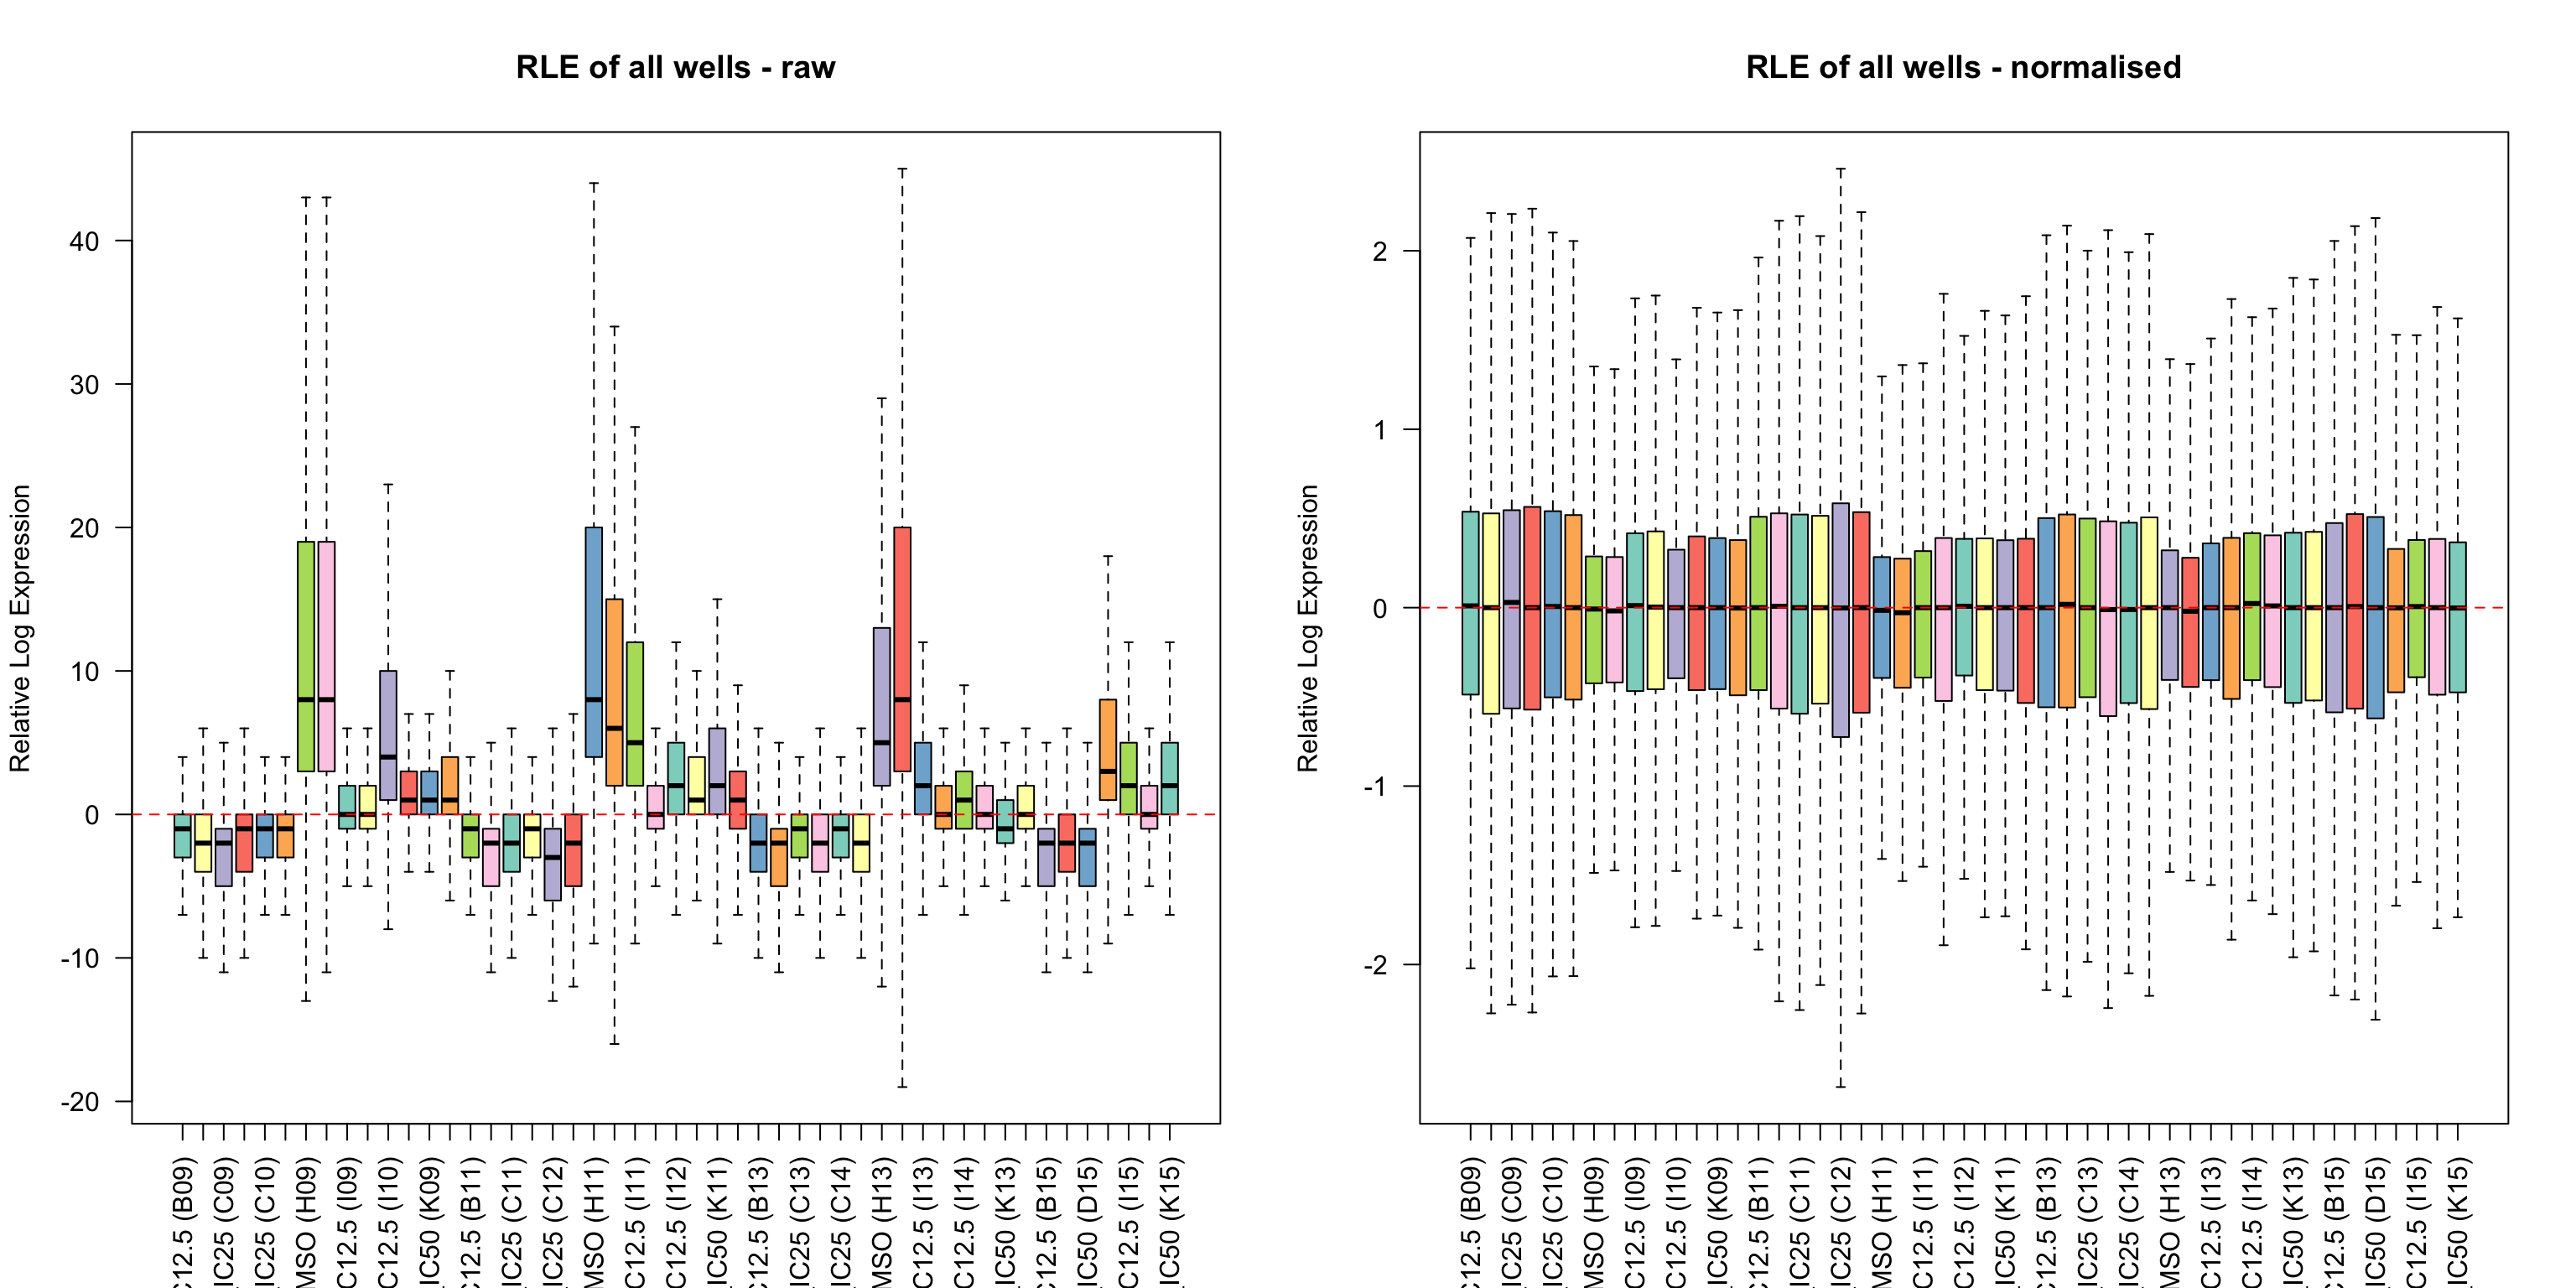 RLE of all wells - raw
Relative Log Expression
40
30
20
10
0
-10
-20
C12.5 (B09)
IC25 (C09)
IC25 (C10)
MSO (H09)
C12.5 (I09)
C12.5 (I10)
IC50 (K09)
C12.5 (B11)
IC25 (C11)
IC25 (C12)
MSO (H11)
C12.5 (I11)
C12.5 (I12)
IC50 (K11)
C12.5 (B13)
IC25 (C13)
IC25 (C14)
MSO (H13)
C12.5 (I13)
C12.5 (I14)
IC50 (K13)
C12.5 (B15)
IC50 (D15)
C12.5 (I15)
IC50 (K15)
RLE of all wells - normalised
Relative Log Expression
2
1
0
-1
-2
C12.5 (B09)
IC25 (C09)
IC25 (C10)
MSO (H09)
C12.5 (I09)
C12.5 (I10)
IC50 (K09)
C12.5 (B11)
IC25 (C11)
IC25 (C12)
MSO (H11)
C12.5 (I11)
C12.5 (I12)
IC50 (K11)
C12.5 (B13)
IC25 (C13)
IC25 (C14)
MSO (H13)
C12.5 (I13)
C12.5 (I14)
IC50 (K13)
C12.5 (B15)
IC50 (D15)
C12.5 (I15)
IC50 (K15)